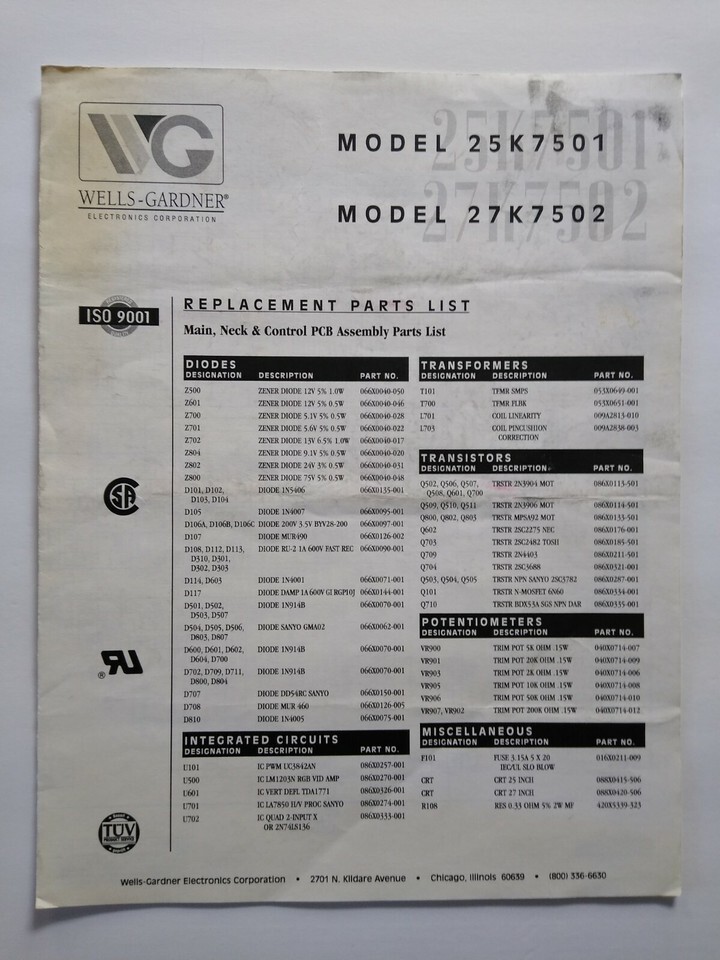 WG
WELLS-GARDNER®
ELECTRONICS CORPORATION
25K7501
MODEL 25K7501
27K7502
MODEL 27K7502
ISO 9001
REPLACEMENT PARTS LIST
Main, Neck & Control PCB Assembly Parts List
DIODES
DESIGNATION DESCRIPTION PART NO.
Z500 ZENER DIODE 12V 5% 1.0W 066X0040-050
Z601 ZENER DIODE 12V 5% 0.5W 066X0040-046
Z700 ZENER DIODE 5.1V 5% 0.5W 066X0040-028
Z701 ZENER DIODE 5.6V 5% 0.5W 066X0040-022
Z702 ZENER DIODE 13V 6.5% 1.0W 066X0040-017
Z804 ZENER DIODE 9.1V 5% 0.5W 066X0040-020
Z802 ZENER DIODE 24V 3% 0.5W 066X0040-031
Z800 ZENER DIODE 75V 5% 0.5W 066X0040-048
D101, D102, DIODE 1N5406 066X0135-001
D103, D104
D105 DIODE 1N4007 066X0095-001
D106A, D106B, D106C DIODE 200V 3.5V BYV28-200 066X0097-001
D107 DIODE MUR490 066X0126-002
D108, D112, D113, DIODE RU-2 1A 600V FAST REC 066X0090-001
D310, D301,
D302, D303
D114, D603 DIODE 1N4001 066X0071-001
D117 DIODE DAMP 1A 600V GI RGP10J 066X0144-001
D501, D502, DIODE 1N914B 066X0070-001
D503, D507
D504, D505, D506, DIODE SANYO GMA02 066X0062-001
D803, D807
D600, D601, D602, DIODE 1N914B 066X0070-001
D604, D700
D702, D709, D711, DIODE 1N914B 066X0070-001
D800, D804
D707 DIODE DD54RC SANYO 066X0150-001
D708 DIODE MUR 460 066X0126-005
D810 DIODE 1N4005 066X0075-001
INTEGRATED CIRCUITS
DESIGNATION DESCRIPTION PART NO.
U101 IC PWM UC3842AN 086X0257-001
U500 IC LM1203N RGB VID AMP 086X0270-001
U601 IC VERT DEFL TDA1771 086X0326-001
U701 IC LA7850 H/V PROC SANYO 086X0274-001
U702 IC QUAD 2-INPUT X 086X0333-001
OR 2N74LS136
TRANSFORMERS
DESIGNATION DESCRIPTION PART NO.
T101 TFMR SMPS 053X0649-001
T700 TFMR FLBK 053X0651-001
L701 COIL LINEARITY 009A2813-010
L703 COIL PINCUSHION 009A2838-003
CORRECTION
TRANSISTORS
DESIGNATION DESCRIPTION PART NO.
Q502, Q506, Q507, TRSTR 2N3904 MOT 086X0113-501
Q508, Q601, Q700
Q509, Q510, Q511 TRSTR 2N3906 MOT 086X0114-501
Q800, Q802, Q803 TRSTR MPSA92 MOT 086X0133-501
Q602 TRSTR 2SC2275 NEC 086X0176-001
Q703 TRSTR 2SC2482 TOSH 086X0185-501
Q709 TRSTR 2N4403 086X0211-501
Q704 TRSTR 2SC3688 086X0321-001
Q503, Q504, Q505 TRSTR NPN SANYO 2SC3782 086X0287-001
Q101 TRSTR N-MOSFET 6N60 086X0334-001
Q710 TRSTR BDX53A SGS NPN DAR 086X0335-001
POTENTIOMETERS
DESIGNATION DESCRIPTION PART NO.
VR900 TRIM POT 5K OHM .15W 040X0714-007
VR901 TRIM POT 20K OHM .15W 040X0714-009
VR903 TRIM POT 2K OHM .15W 040X0714-006
VR905 TRIM POT 10K OHM .15W 040X0714-008
VR906 TRIM POT 50K OHM .15W 040X0714-010
VR907, VR902 TRIM POT 200K OHM .15W 040X0714-012
MISCELLANEOUS
DESIGNATION DESCRIPTION PART NO.
F101 FUSE 3.15A 5 X 20 016X0211-009
IEC/UL SLO BLOW
CRT CRT 25 INCH 088X0415-506
CRT CRT 27 INCH 088X0420-506
R108 RES 0.33 OHM 5% 2W MF 420X5339-323
TÜV
Wells-Gardner Electronics Corporation • 2701 N. Kildare Avenue • Chicago, Illinois 60639 • (800) 336-6630